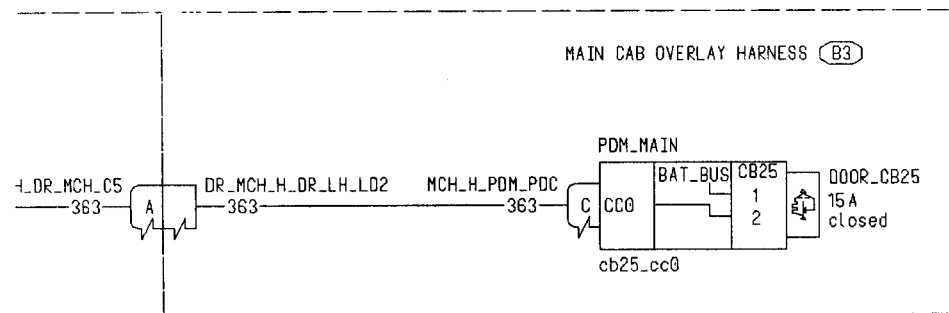 MAIN CAB OVERLAY HARNESS B3
PDM_MAIN
BAT_BUS CB25 DOOR_CB25
H_DR_MCH_C5 DR_MCH_H_DR_LH_LD2 MCH_H_PDM_PDC
1 15A
363 A 363 363 C CC0
2 closed
cb25_cc0